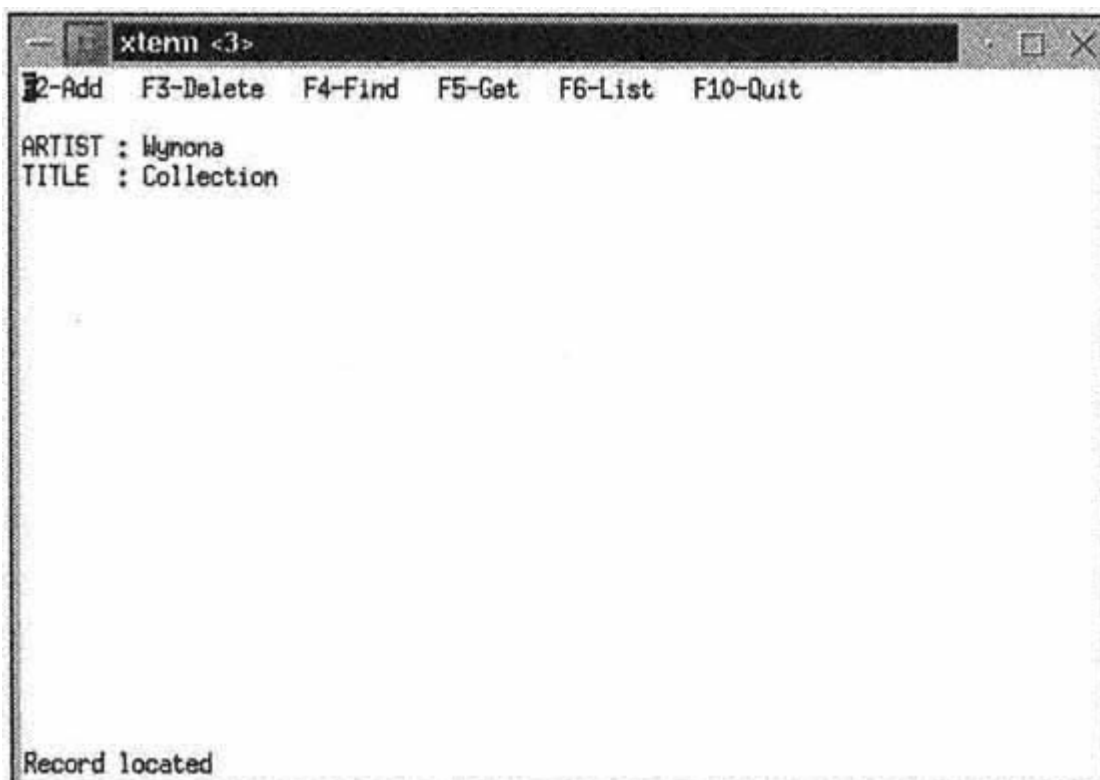 xterm <3>
F2-Add F3-Delete F4-Find F5-Get F6-List F10-Quit
ARTIST : Wynona
TITLE : Collection
Record located